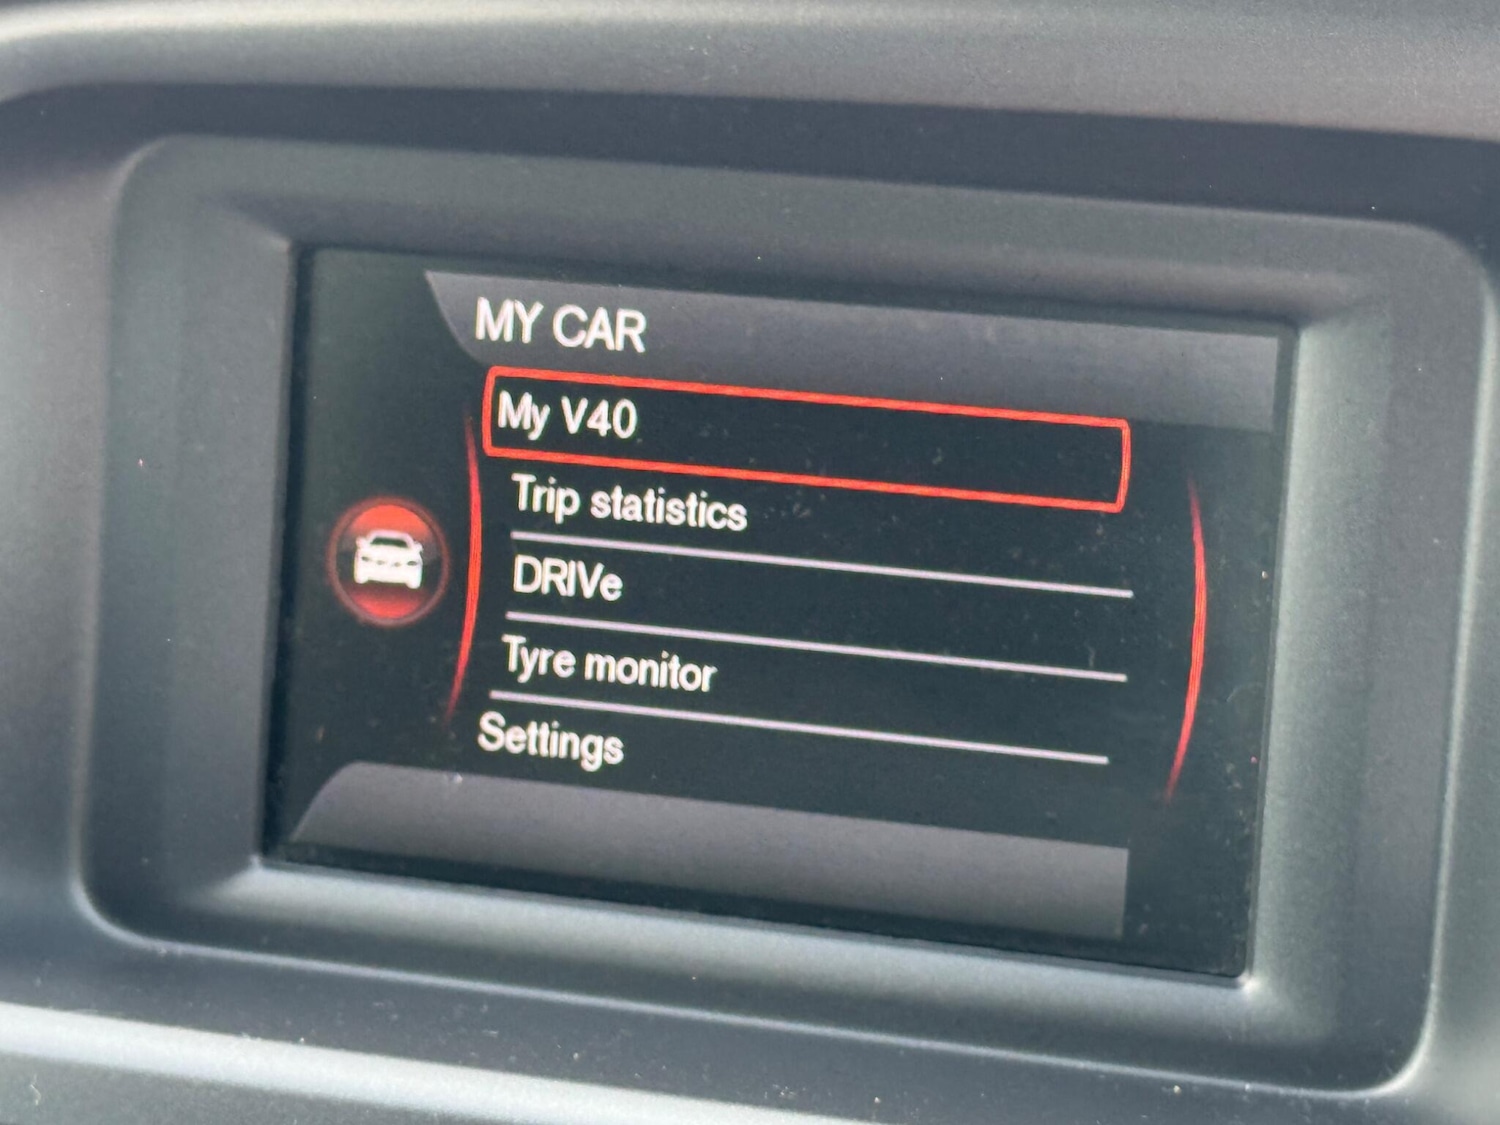 MY CAR
My V40
Trip statistics
DRIVe
Tyre monitor
Settings